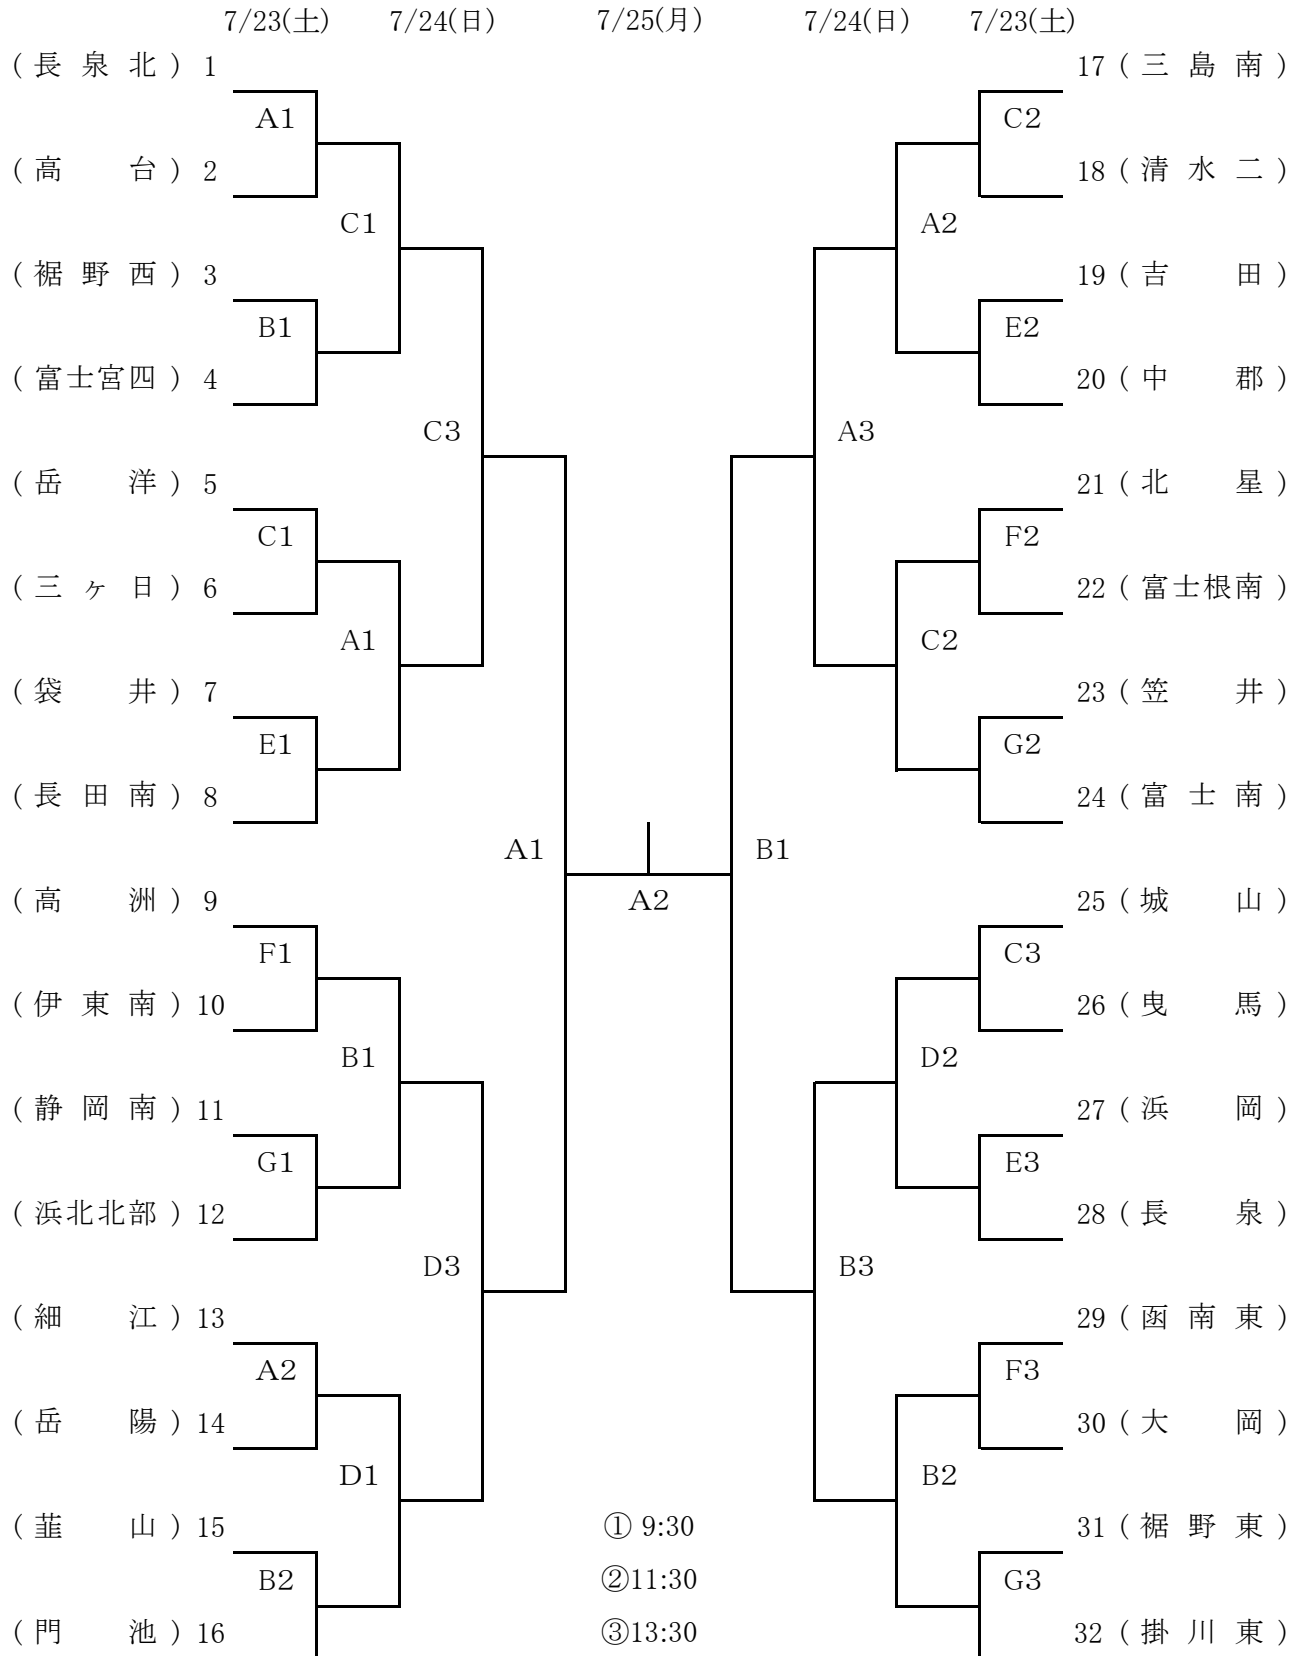 7/23(土) 7/24(日) 7/25(月) 7/24(日) 7/23(土)
(長泉北) 1 17 (三島南)
A1 C2
(高台) 2 18 (清水二)
C1 A2
(裾野西) 3 19 (吉田)
B1 E2
(富士宮四) 4 20 (中郡)
C3 A3
(岳洋) 5 21 (北星)
C1 F2
(三ヶ日) 6 22 (富士根南)
A1 C2
(袋井) 7 23 (笠井)
E1 G2
(長田南) 8 24 (富士南)
A1 B1
(高洲) 9 A2 25 (城山)
F1 C3
(伊東南) 10 26 (曳馬)
B1 D2
(静岡南) 11 27 (浜岡)
G1 E3
(浜北北部) 12 28 (長泉)
D3 B3
(細江) 13 29 (函南東)
A2 F3
(岳陽) 14 30 (大岡)
D1 B2
(韮山) 15 ① 9:30 31 (裾野東)
B2 ②11:30 G3
(門池) 16 ③13:30 32 (掛川東)